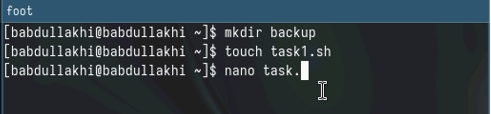 foot
[babdullakhi@babdullakhi ~]$ mkdir backup
[babdullakhi@babdullakhi ~]$ touch task1.sh
[babdullakhi@babdullakhi ~]$ nano task.